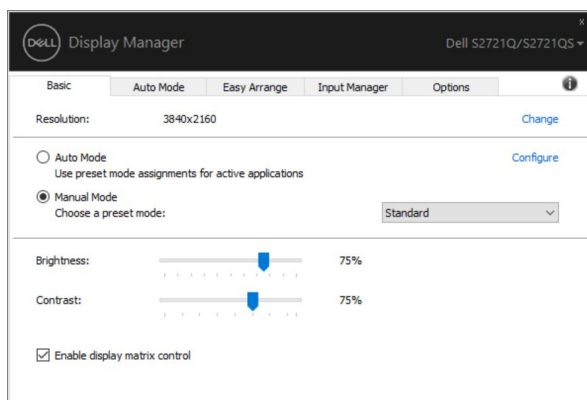 x
DELL Display Manager
Dell S2721Q/S2721QS
Basic Auto Mode Easy Arrange Input Manager Options i
Resolution: 3840x2160 Change
Auto Mode Configure
Use preset mode assignments for active applications
Manual Mode
Choose a preset mode: Standard
Brightness: 75%
Contrast: 75%
Enable display matrix control